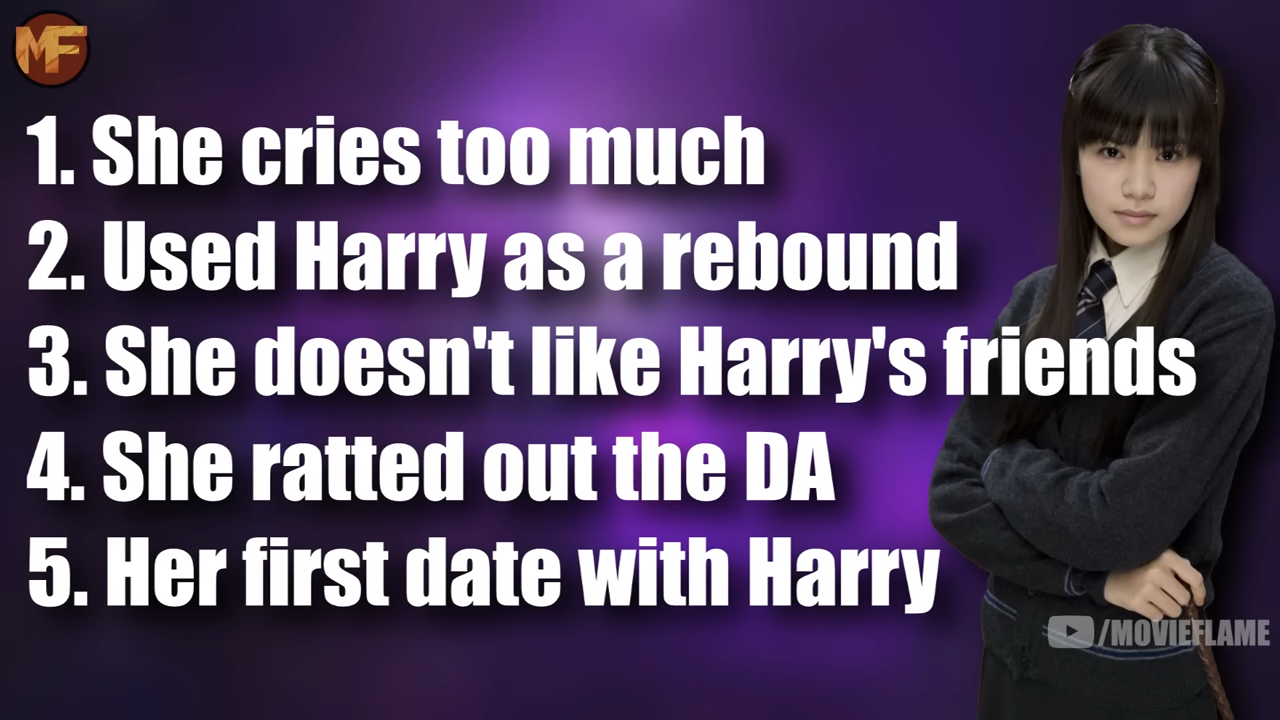 MF
1. She cries too much
2. Used Harry as a rebound
3. She doesn't like Harry's friends
4. She ratted out the DA
5. Her first date with Harry
/MOVIEFLAME